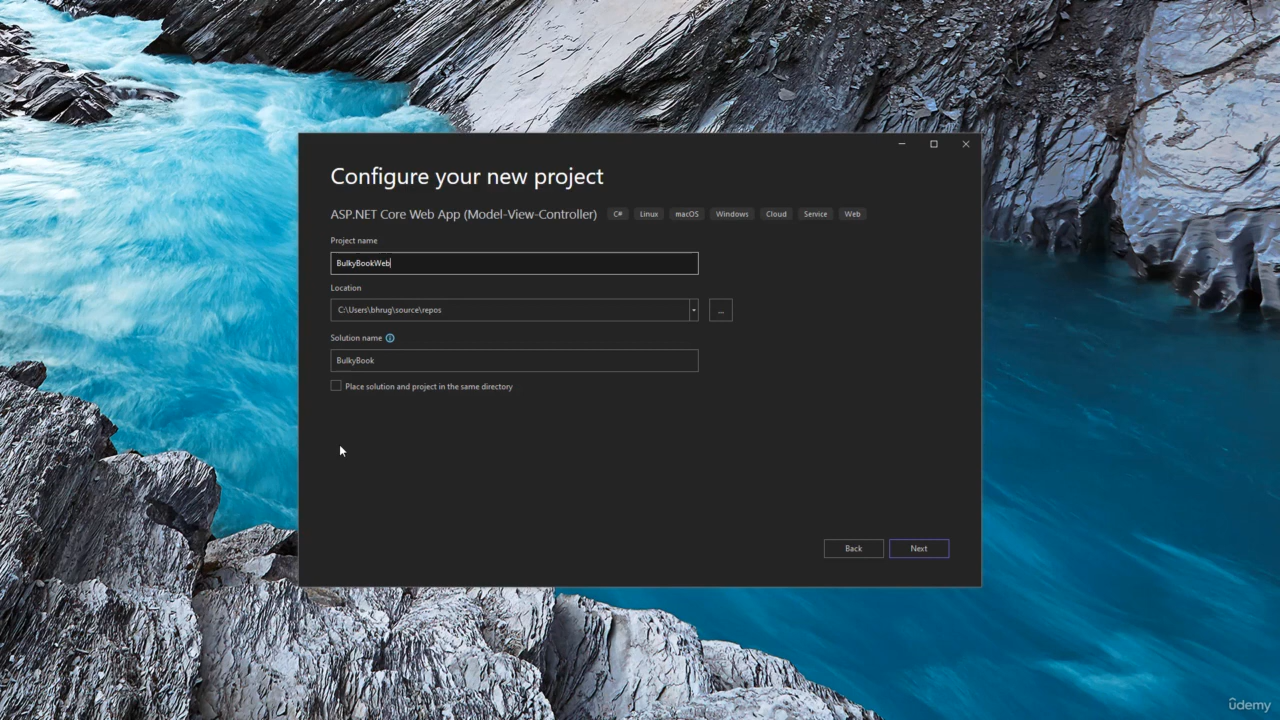 Configure your new project
ASP.NET Core Web App (Model-View-Controller) C# Linux macOS Windows Cloud Service Web
Project name
BulkyBookWeb
Location
C:\Users\bhrug\source\repos
...
Solution name
BulkyBook
Place solution and project in the same directory
Back Next
ûdemy